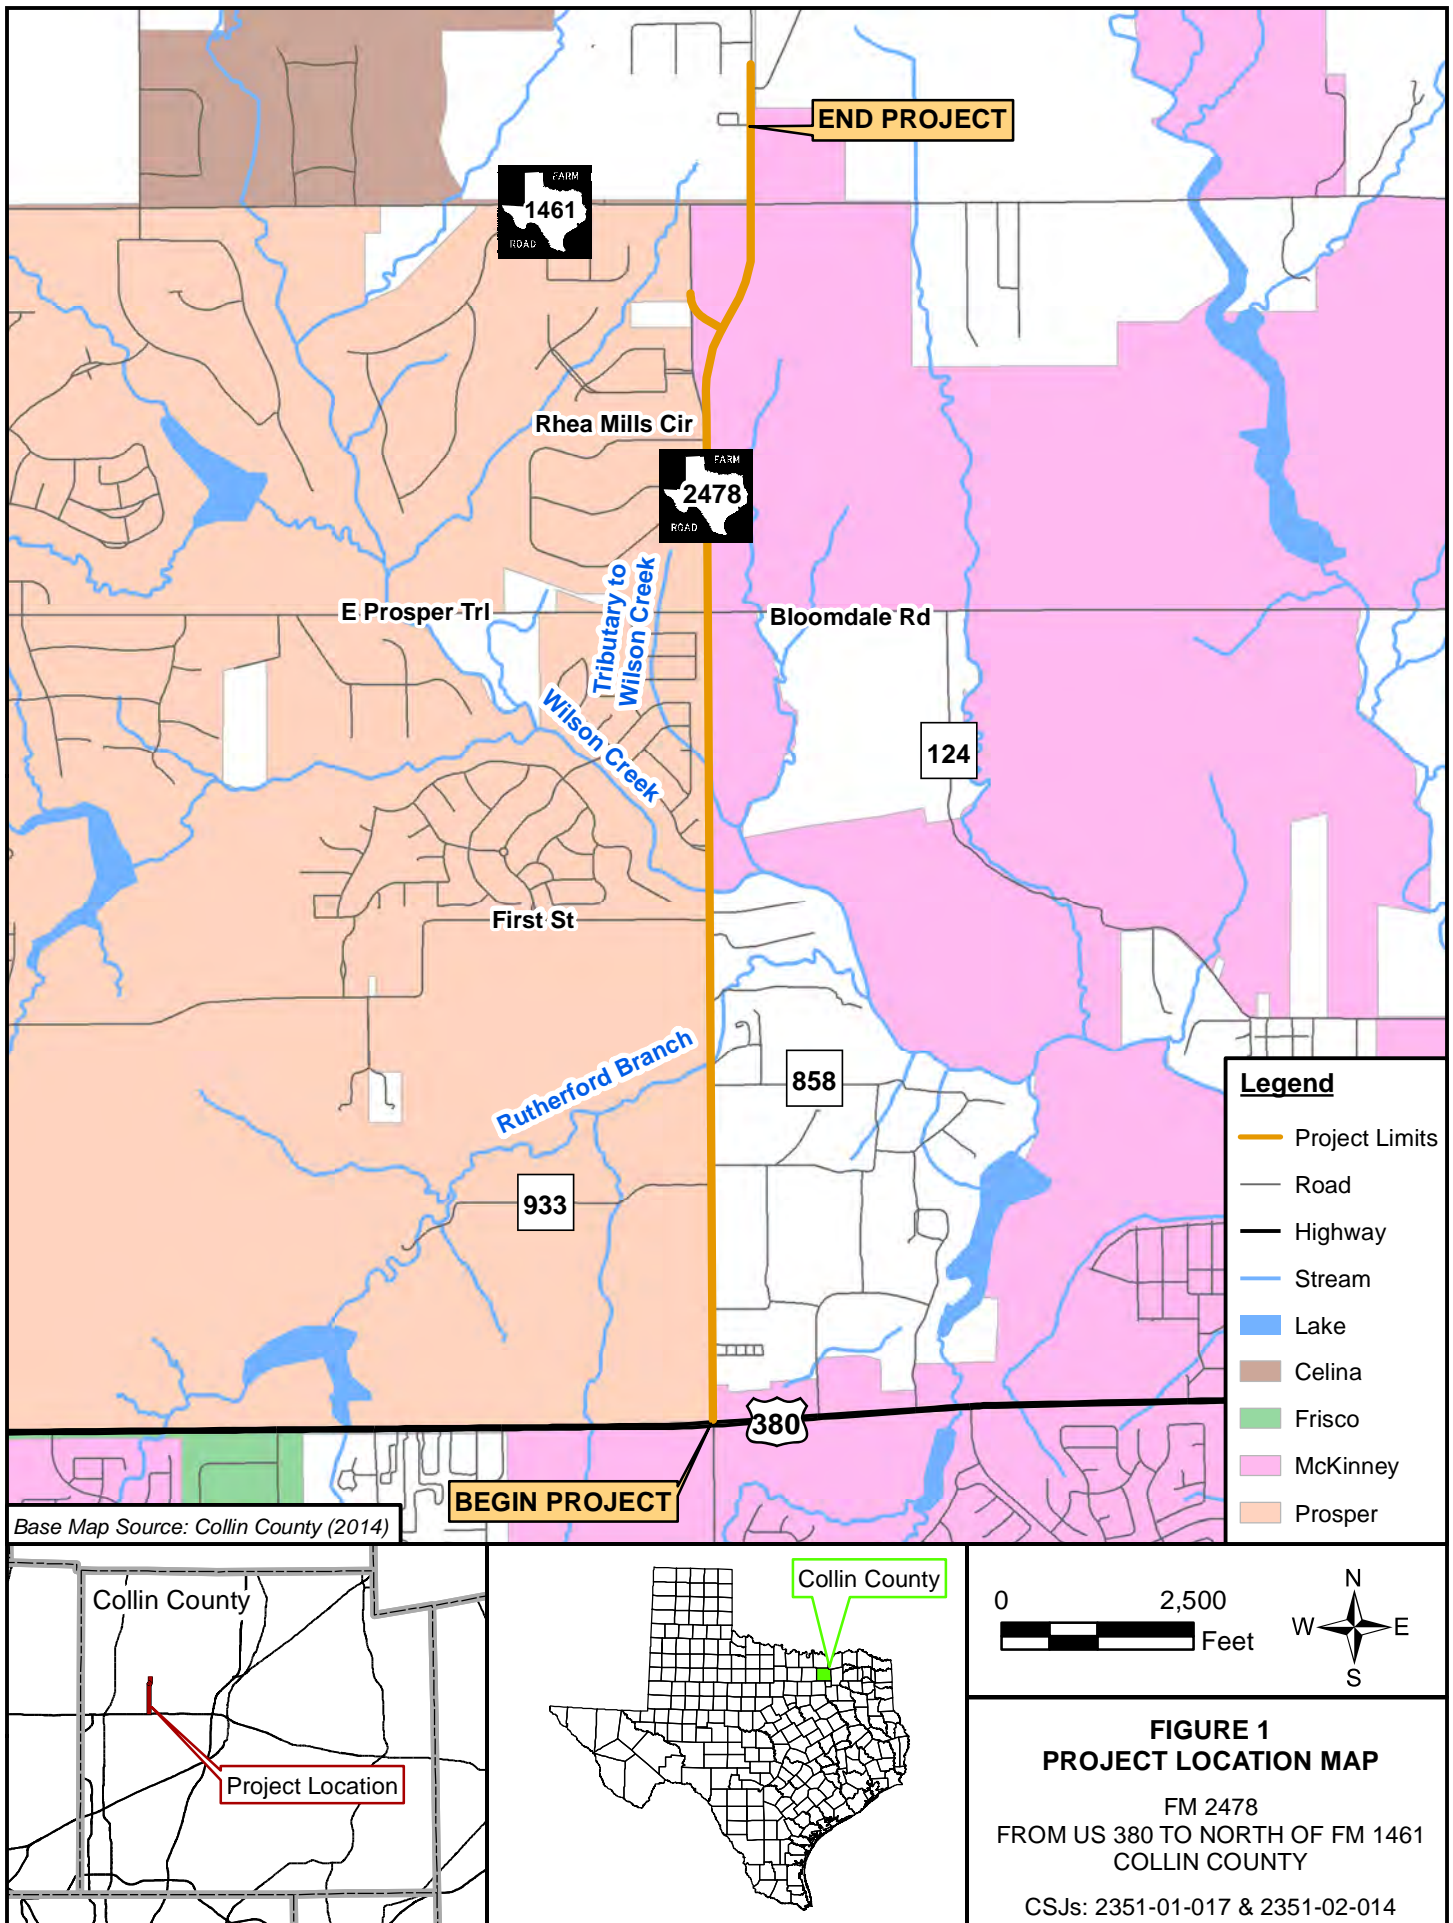 END PROJECT
FARM
1461
ROAD
Rhea Mills Cir
FARM
2478
ROAD
E Prosper Trl
Bloomdale Rd
Tributary to
Wilson Creek
Wilson Creek
124
First St
Rutherford Branch
858
933
380
BEGIN PROJECT
Base Map Source: Collin County (2014)
Legend
Project Limits
Road
Highway
Stream
Lake
Celina
Frisco
McKinney
Prosper
Collin County
Project Location
Collin County
0 2,500
Feet
N
W E
S
FIGURE 1
PROJECT LOCATION MAP
FM 2478
FROM US 380 TO NORTH OF FM 1461
COLLIN COUNTY
CSJs: 2351-01-017 & 2351-02-014